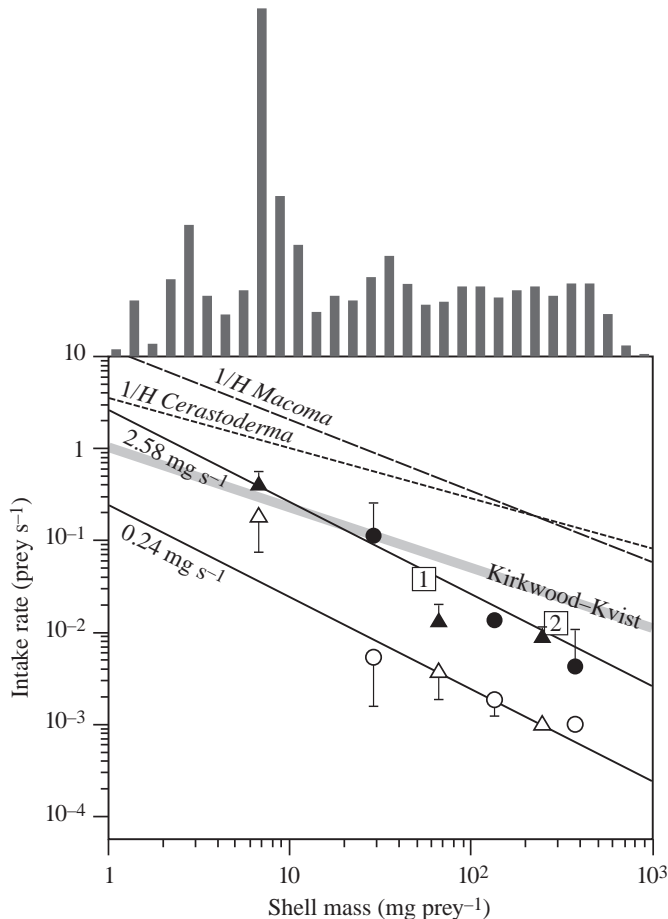 10
1
10⁻¹
10⁻²
10⁻³
10⁻⁴
Intake rate (prey s⁻¹)
1/H Macoma
1/H Cerastoderma
2.58 mg s⁻¹
0.24 mg s⁻¹
Kirkwood–Kvist
1
2
1
10
10²
10³
Shell mass (mg prey⁻¹)